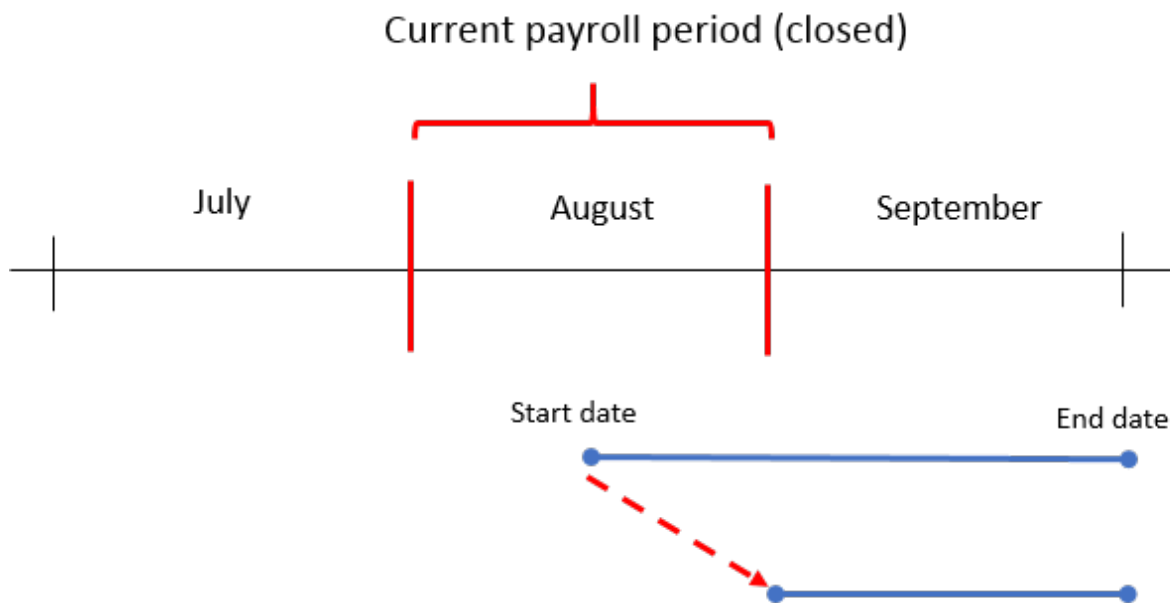 Current payroll period (closed)
July
August
September
Start date
End date